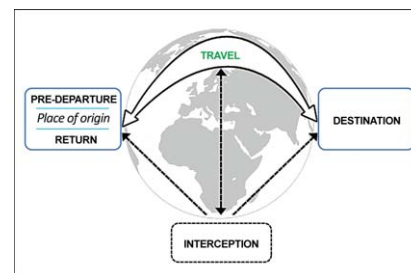 TRAVEL
PRE-DEPARTURE
Place of origin
RETURN
DESTINATION
INTERCEPTION